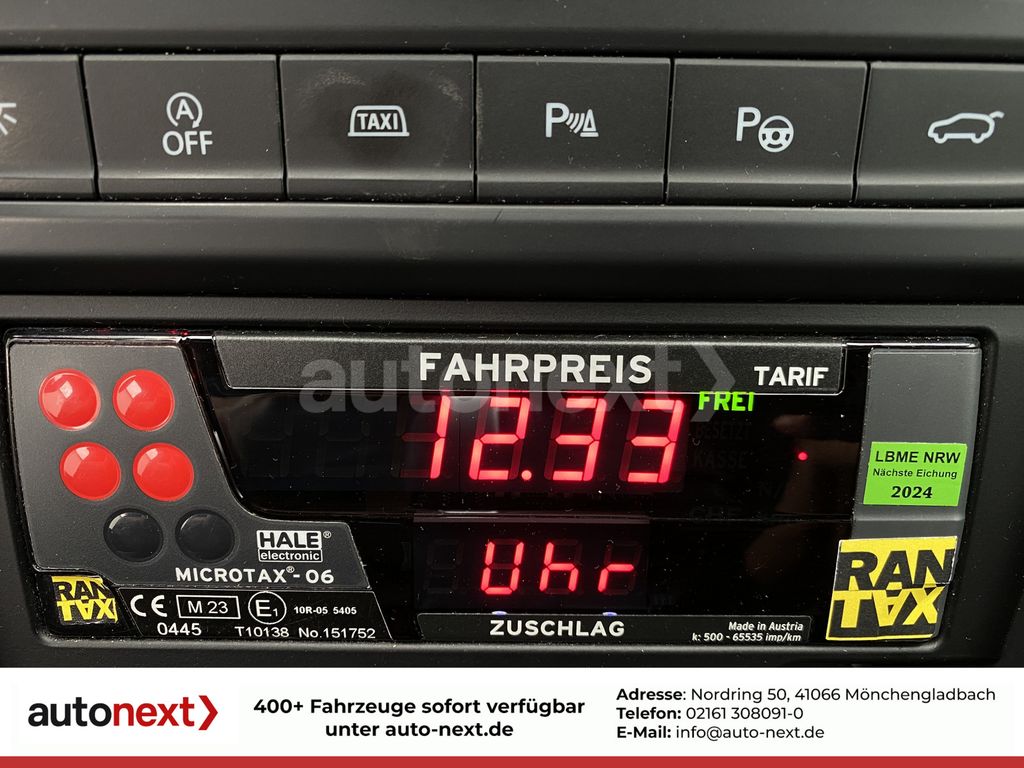 A
OFF
TAXI
P
P
autonext
FAHRPREIS
TARIF
FREI
12.33
GESETZT
KASSE
LBME NRW
Nächste Eichung
2024
Uhr
HALE®
electronic
MICROTAX®-06
RAN
TAX
CE M 23 E1 10R-05 5405
0445 T10138 No.151752
ZUSCHLAG
Made in Austria
k: 500 - 65535 imp/km
RAN
TAX
autonext
400+ Fahrzeuge sofort verfügbar
unter auto-next.de
Adresse: Nordring 50, 41066 Mönchengladbach
Telefon: 02161 308091-0
E-Mail: info@auto-next.de